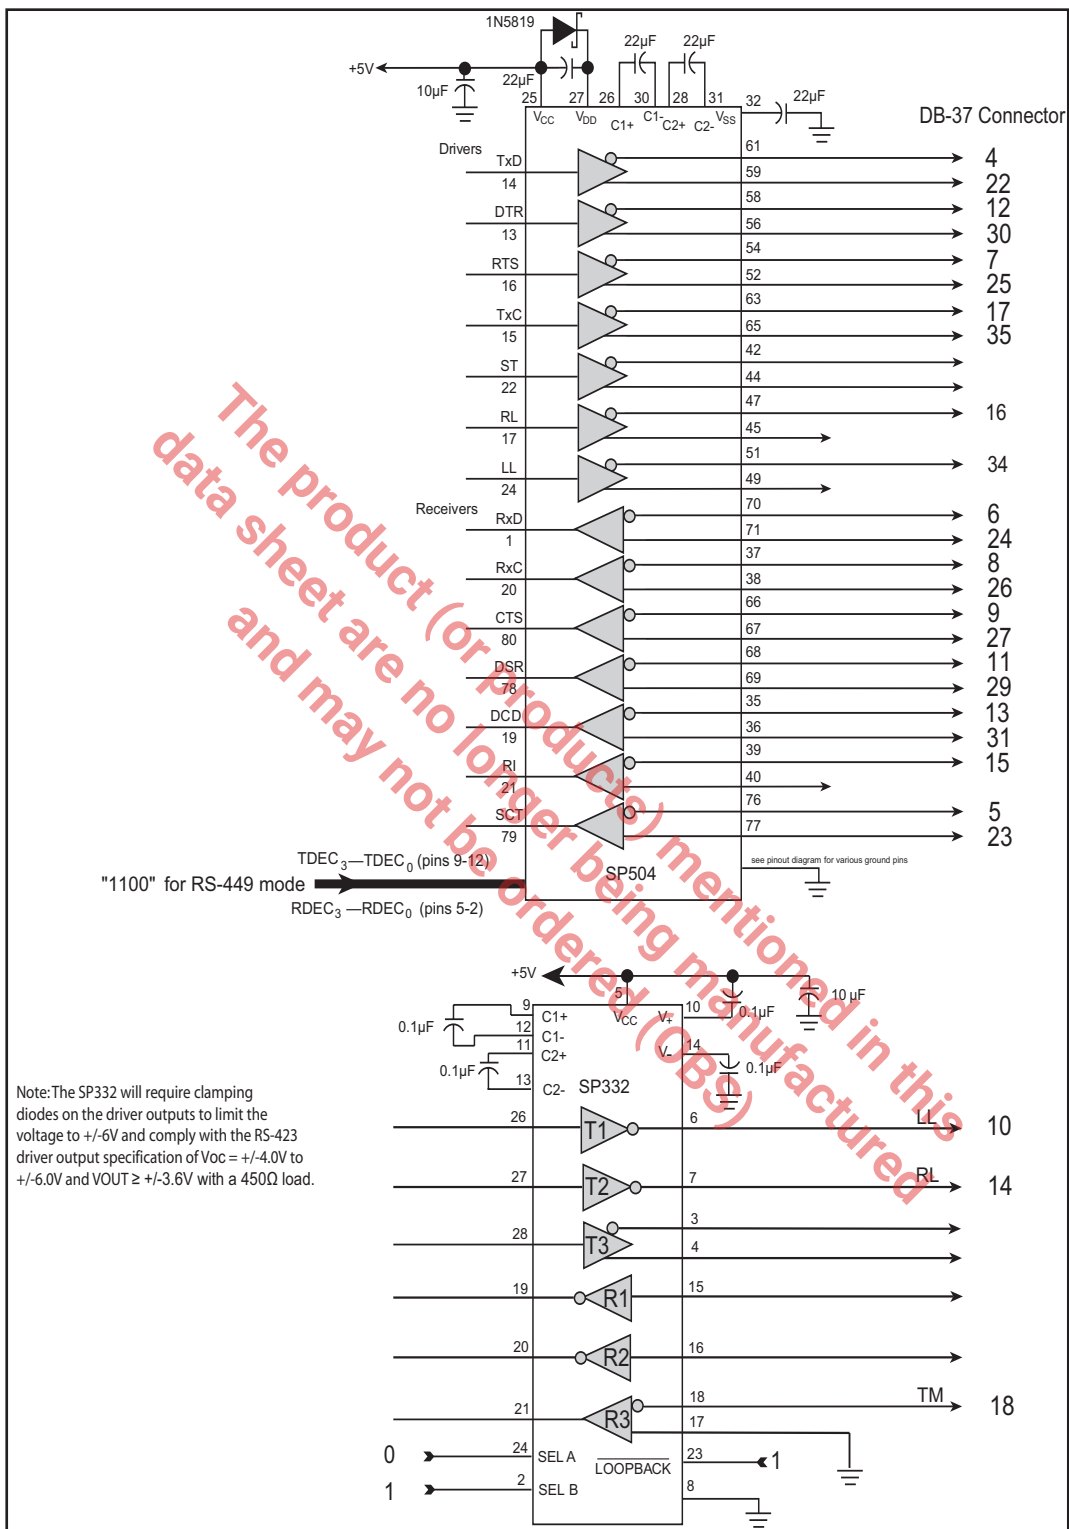 1N5819
22µF 22µF
+5V
10µF
22µF
25 27 26 30 28 31 32 22µF
VCC VDD C1+ C1- C2+ C2- VSS
DB-37 Connector
Drivers
TxD 14 61 4
59 22
DTR 13 58 12
56 30
RTS 16 54 7
52 25
TxC 15 63 17
65 35
ST 22 42
44
RL 17 47 16
45
LL 24 51 34
49
Receivers
RxD 1 70 6
71 24
RxC 20 37 8
38 26
CTS 80 66 9
67 27
DSR 78 68 11
69 29
DCD 19 35 13
36 31
RI 21 39 15
40
SCT 79 76 5
77 23
TDEC3—TDEC0 (pins 9-12)
"1100" for RS-449 mode
RDEC3 —RDEC0 (pins 5-2)
SP504
see pinout diagram for various ground pins
+5V
5 VCC
9 C1+
0.1µF
12 C1-
11 C2+
0.1µF
13 C2-
10 V+ 0.1µF 10 µF
14 V- 0.1µF
SP332
Note:The SP332 will require clamping
diodes on the driver outputs to limit the
voltage to +/-6V and comply with the RS-423
driver output specification of Voc = +/-4.0V to
+/-6.0V and VOUT ≥ +/-3.6V with a 450Ω load.
26 T1 6 LL 10
27 T2 7 RL 14
28 T3 3
4
19 R1 15
20 R2 16
21 R3 18 TM 18
17
0 24 SEL A
LOOPBACK 23 1
1 2 SEL B
8
The product (or products) mentioned in this
data sheet are no longer being manufactured
and may not be ordered (OBS)